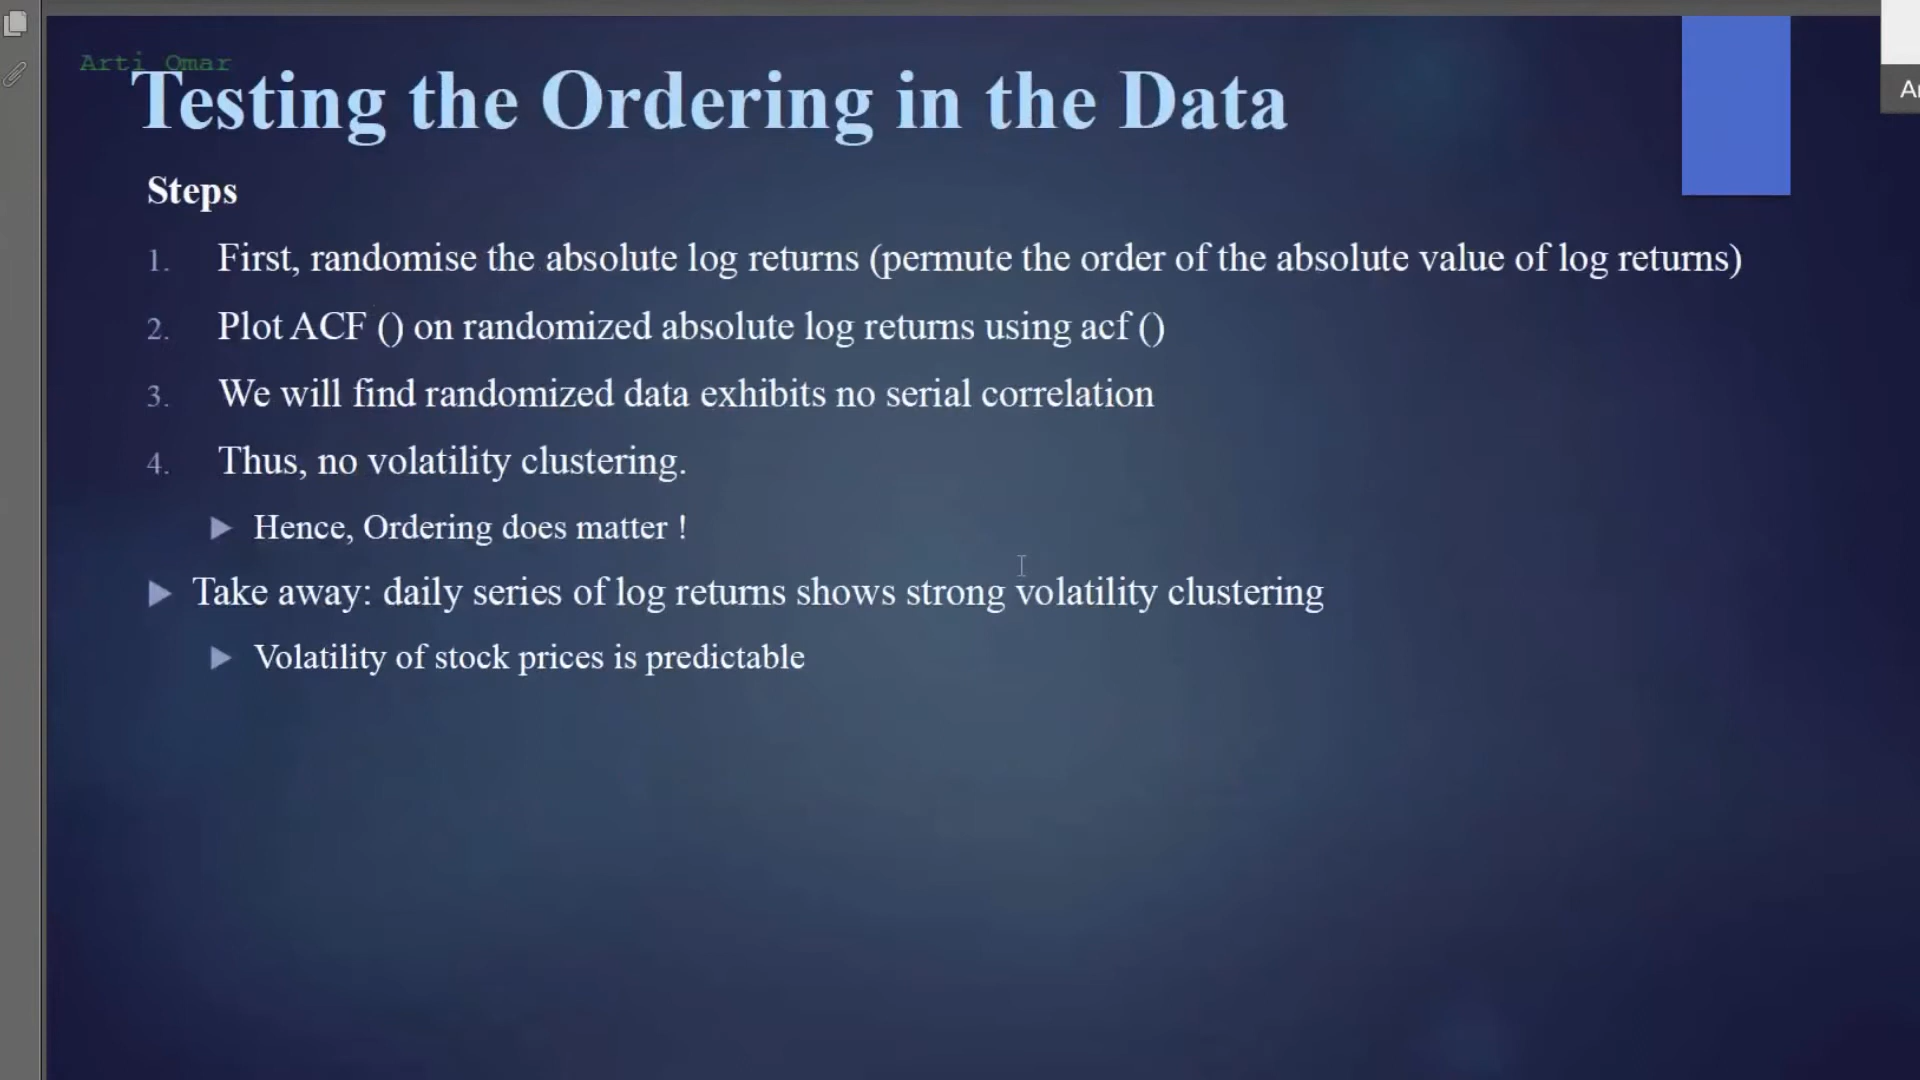 Arti Omar
Testing the Ordering in the Data
Steps
1. First, randomise the absolute log returns (permute the order of the absolute value of log returns)
2. Plot ACF () on randomized absolute log returns using acf ()
3. We will find randomized data exhibits no serial correlation
4. Thus, no volatility clustering.
Hence, Ordering does matter !
Take away: daily series of log returns shows strong volatility clustering
Volatility of stock prices is predictable